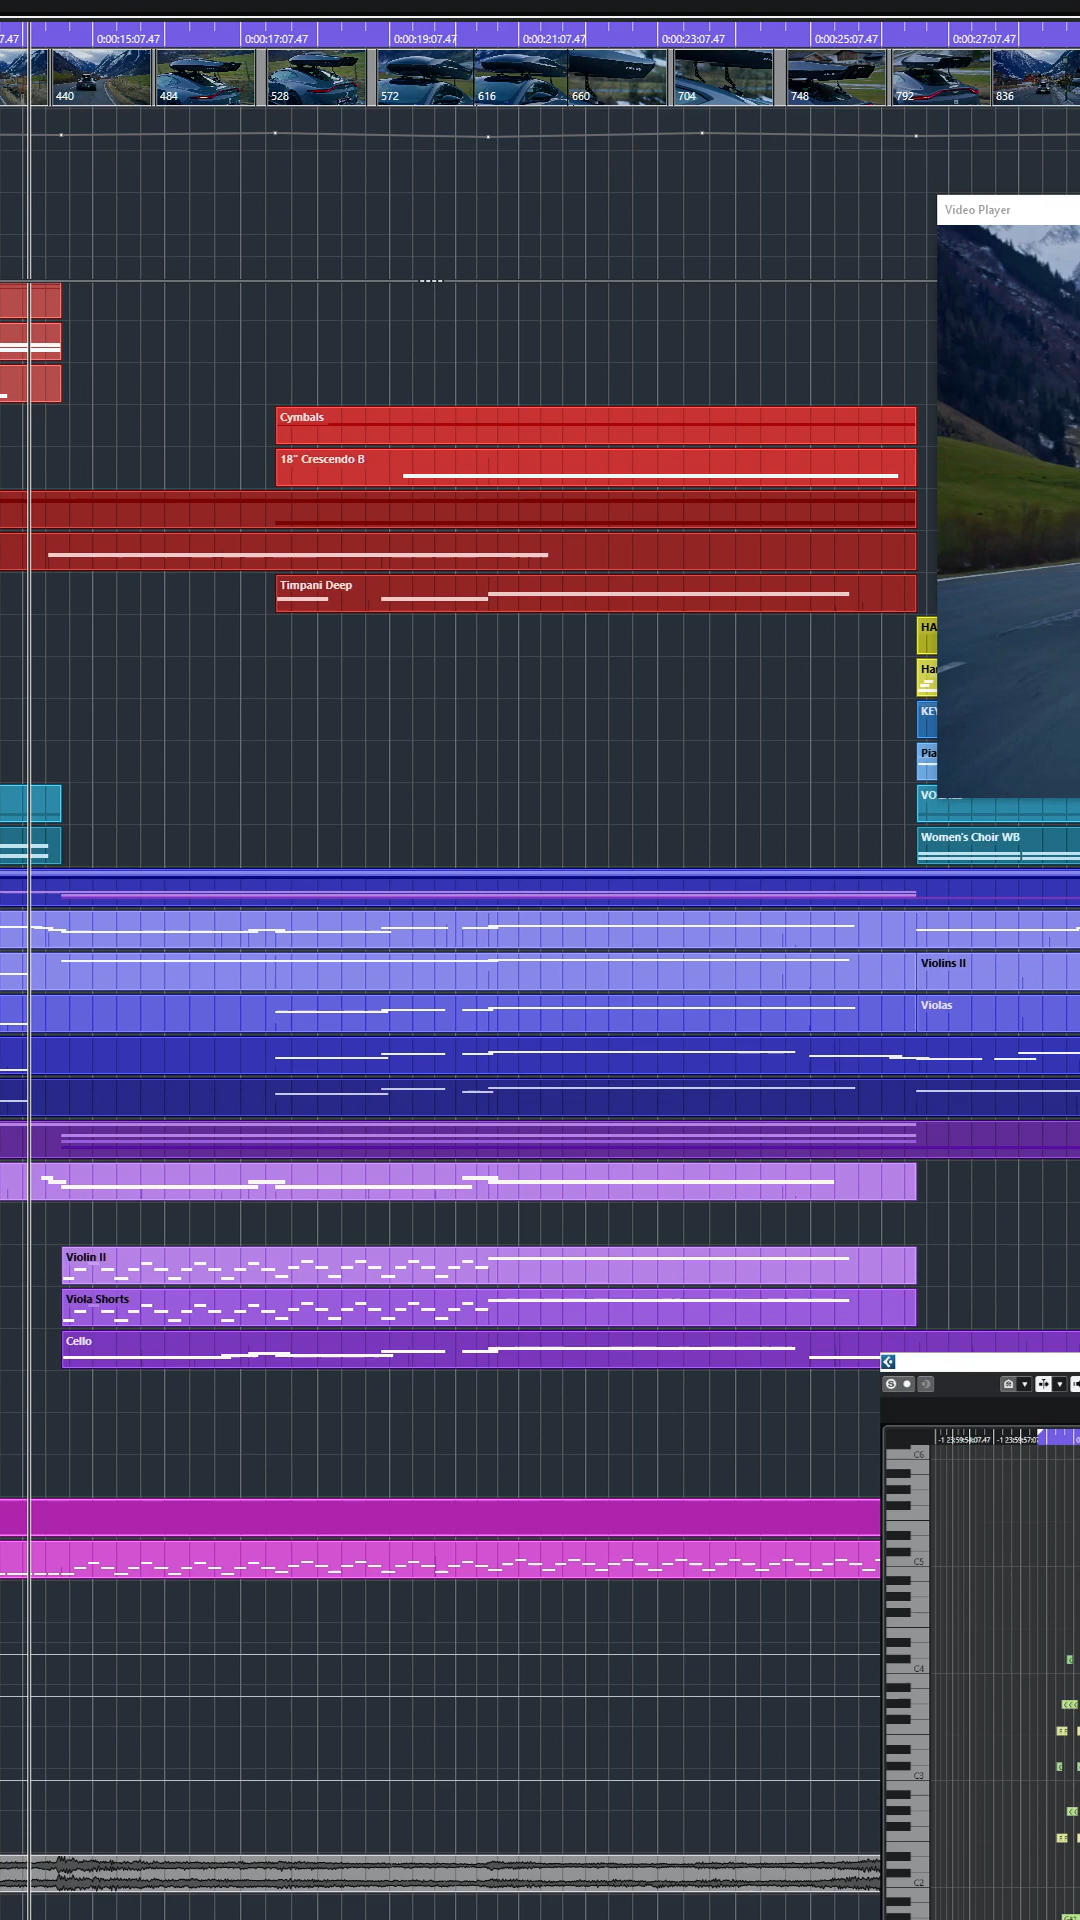 7.47 0:00:15:07.47 0:00:17:07.47 0:00:19:07.47 0:00:21:07.47 0:00:23:07.47 0:00:25:07.47 0:00:27:07.47
440 484 528 572 616 660 704 748 792 836
Video Player
Cymbals
18" Crescendo B
Timpani Deep
HA
Har
KEY
Pia
VO
Women's Choir WB
Violins II
Violas
Violin II
Viola Shorts
Cello
S
C6
C5
C4
C3
C2